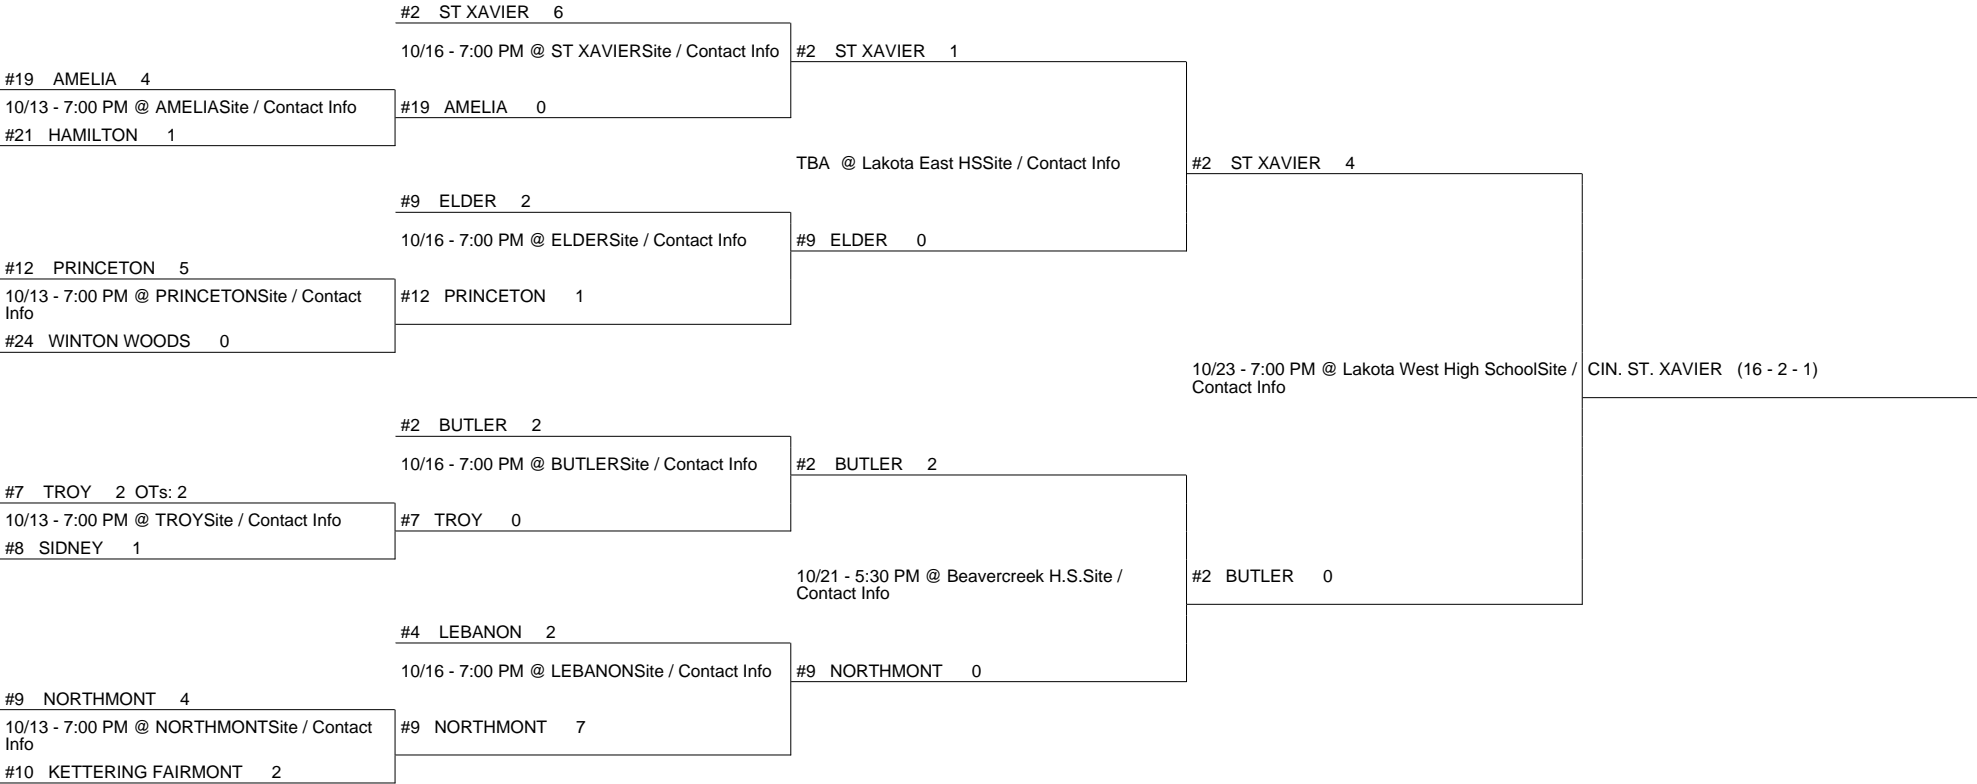 #2 ST XAVIER 6
10/16 - 7:00 PM @ ST XAVIERSite / Contact Info
#2 ST XAVIER 1
#19 AMELIA 4
10/13 - 7:00 PM @ AMELIASite / Contact Info
#19 AMELIA 0
#21 HAMILTON 1
TBA @ Lakota East HSSite / Contact Info
#2 ST XAVIER 4
#9 ELDER 2
10/16 - 7:00 PM @ ELDERSite / Contact Info
#9 ELDER 0
#12 PRINCETON 5
10/13 - 7:00 PM @ PRINCETONSite / Contact
Info
#12 PRINCETON 1
#24 WINTON WOODS 0
10/23 - 7:00 PM @ Lakota West High SchoolSite /
Contact Info
CIN. ST. XAVIER (16 - 2 - 1)
#2 BUTLER 2
10/16 - 7:00 PM @ BUTLERSite / Contact Info
#2 BUTLER 2
#7 TROY 2 OTs: 2
10/13 - 7:00 PM @ TROYSite / Contact Info
#7 TROY 0
#8 SIDNEY 1
10/21 - 5:30 PM @ Beavercreek H.S.Site /
Contact Info
#2 BUTLER 0
#4 LEBANON 2
10/16 - 7:00 PM @ LEBANONSite / Contact Info
#9 NORTHMONT 0
#9 NORTHMONT 4
10/13 - 7:00 PM @ NORTHMONTSite / Contact
Info
#9 NORTHMONT 7
#10 KETTERING FAIRMONT 2